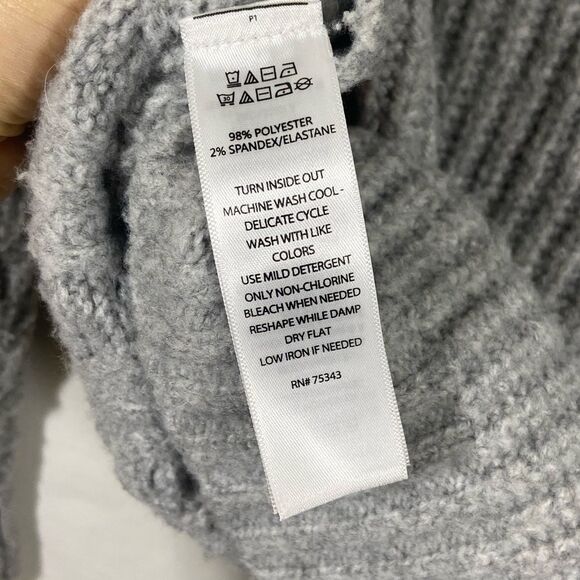 P1
98% POLYESTER
2% SPANDEX/ELASTANE
TURN INSIDE OUT
MACHINE WASH COOL -
DELICATE CYCLE
WASH WITH LIKE
COLORS
USE MILD DETERGENT
ONLY NON-CHLORINE
BLEACH WHEN NEEDED
RESHAPE WHILE DAMP
DRY FLAT
LOW IRON IF NEEDED
RN# 75343